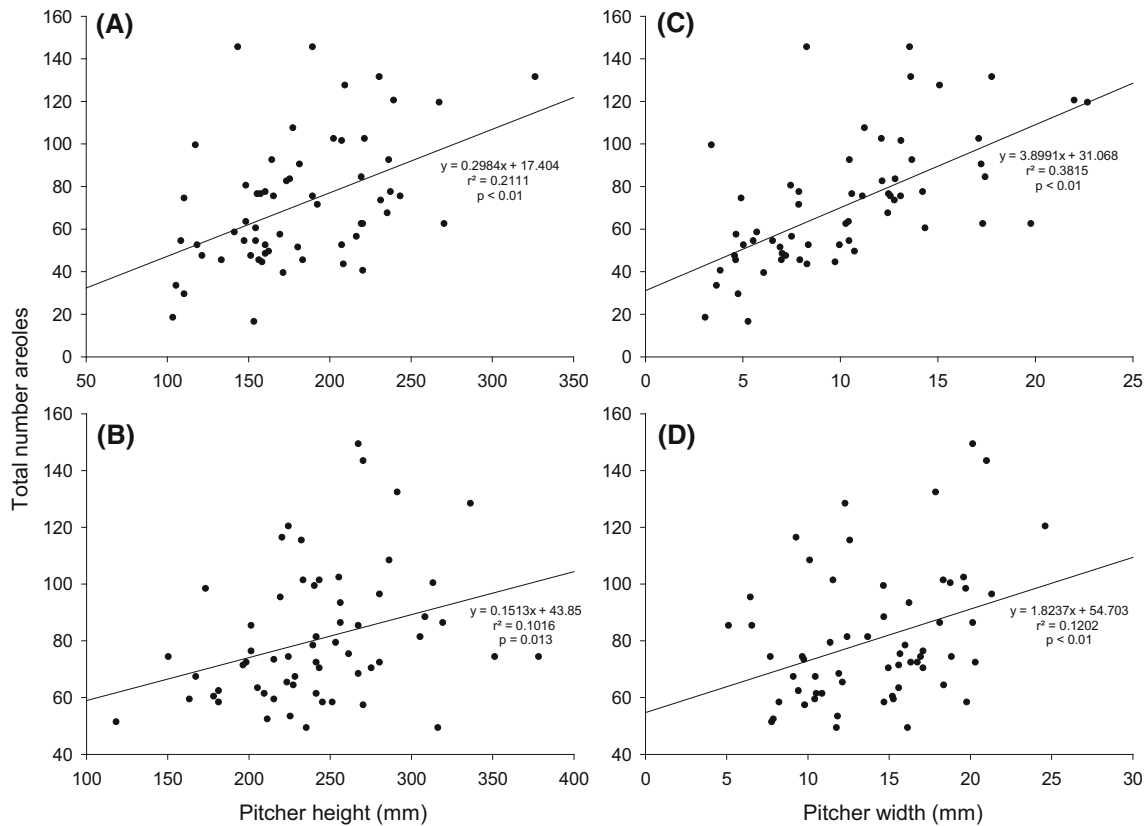 Total number areoles
(A)
160
140
120
100
80
60
40
20
0
y = 0.2984x + 17.404
r² = 0.2111
p < 0.01
50 100 150 200 250 300 350
(C)
160
140
120
100
80
60
40
20
0
y = 3.8991x + 31.068
r² = 0.3815
p < 0.01
0 5 10 15 20 25
(B)
160
140
120
100
80
60
40
y = 0.1513x + 43.85
r² = 0.1016
p = 0.013
100 150 200 250 300 350 400
Pitcher height (mm)
(D)
160
140
120
100
80
60
40
y = 1.8237x + 54.703
r² = 0.1202
p < 0.01
0 5 10 15 20 25 30
Pitcher width (mm)